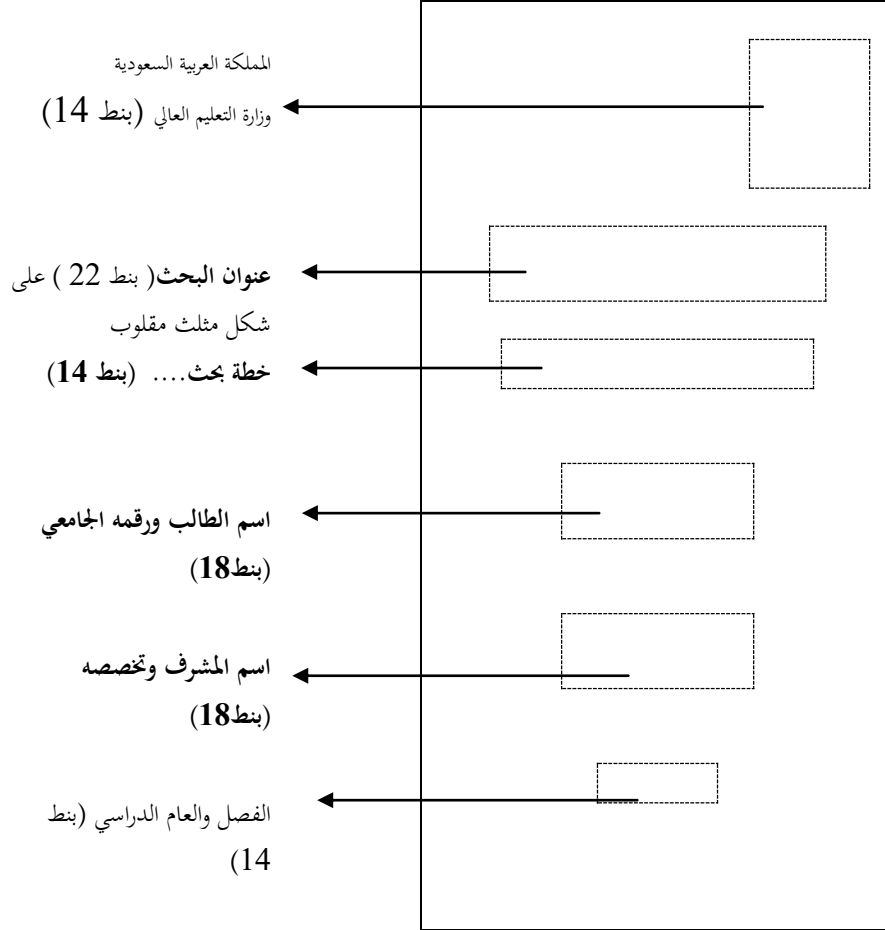 المملكة العربية السعودية
وزارة التعليم العالي (بنط 14)
عنوان البحث( بنط 22 ) على
شكل مثلث مقلوب
خطة بحث.... (بنط 14)
اسم الطالب ورقمه الجامعي
(بنط18)
اسم المشرف وتخصصه
(بنط18)
الفصل والعام الدراسي (بنط
14)